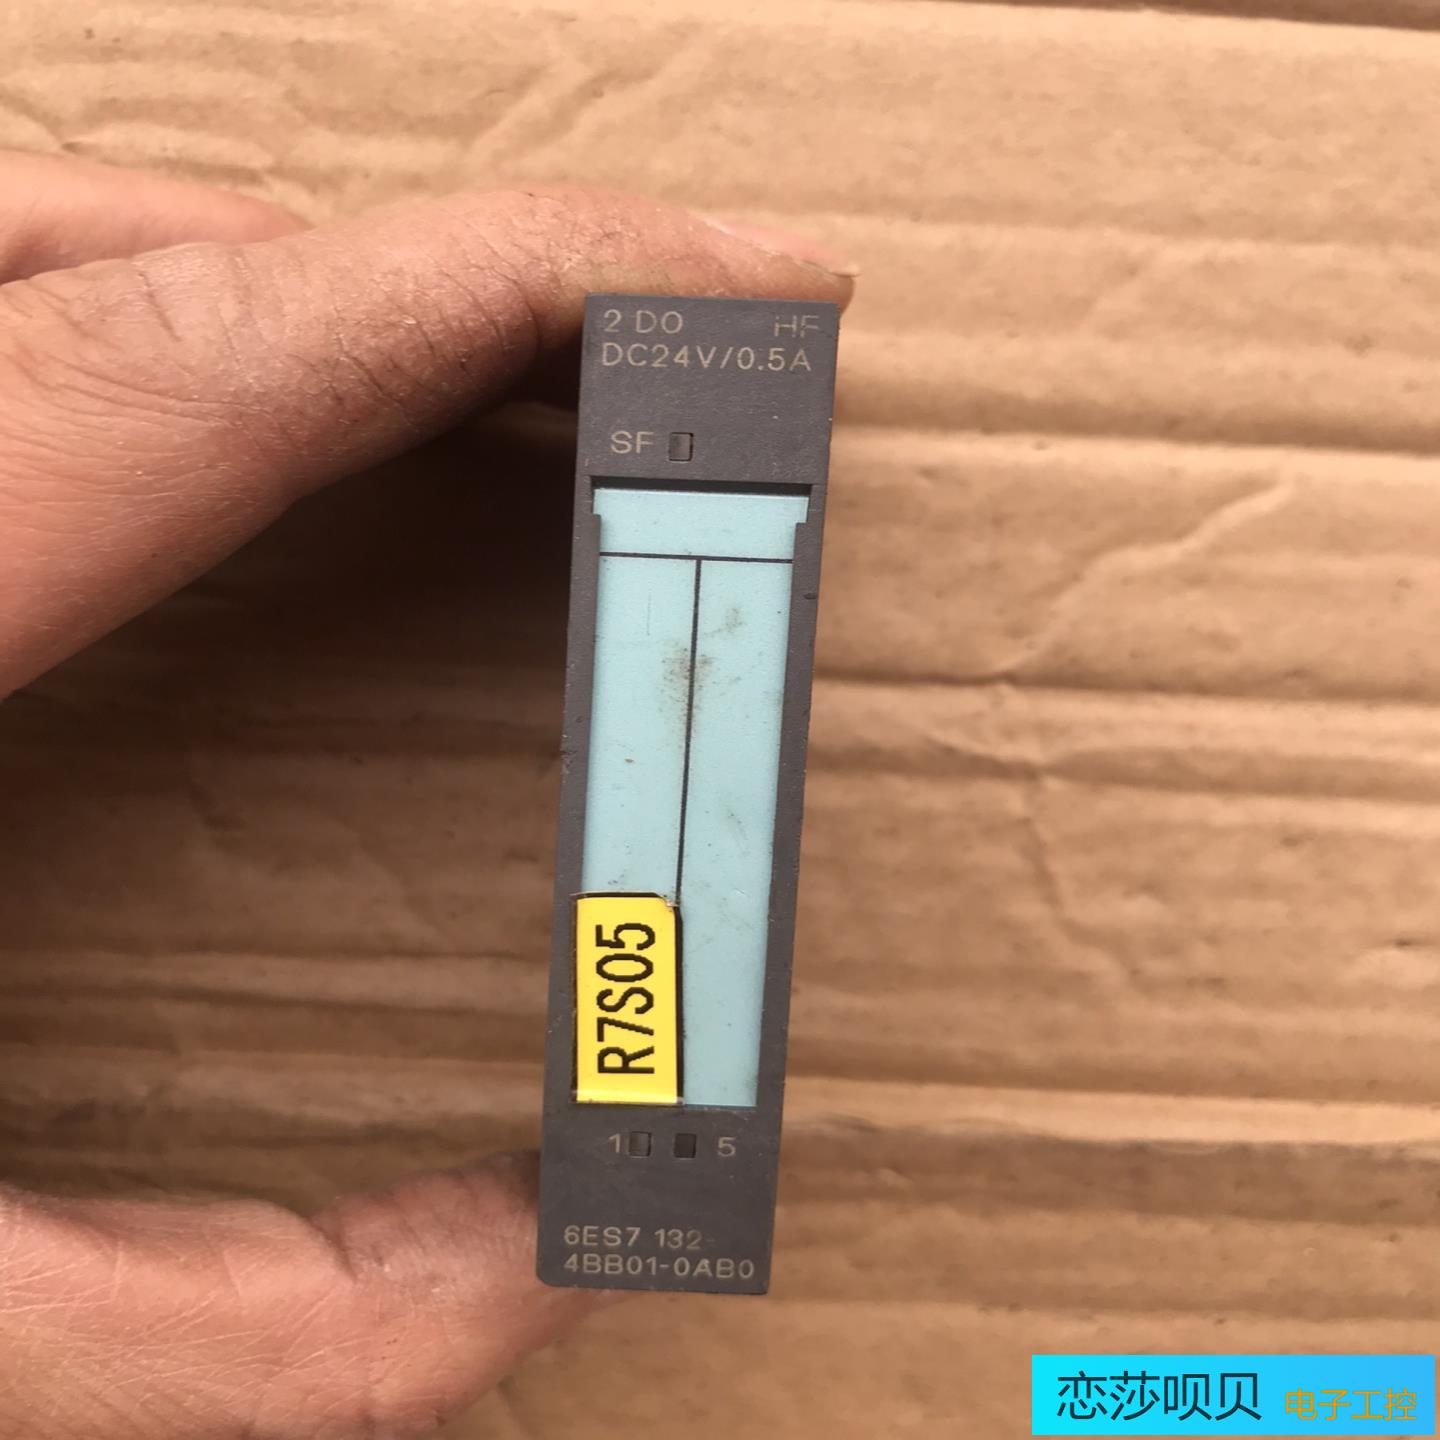 2 DO HF
DC24V/0.5A
SF
R7S05
1 5
6ES7 132-
4BB01-0AB0
恋莎呗贝 电子工控